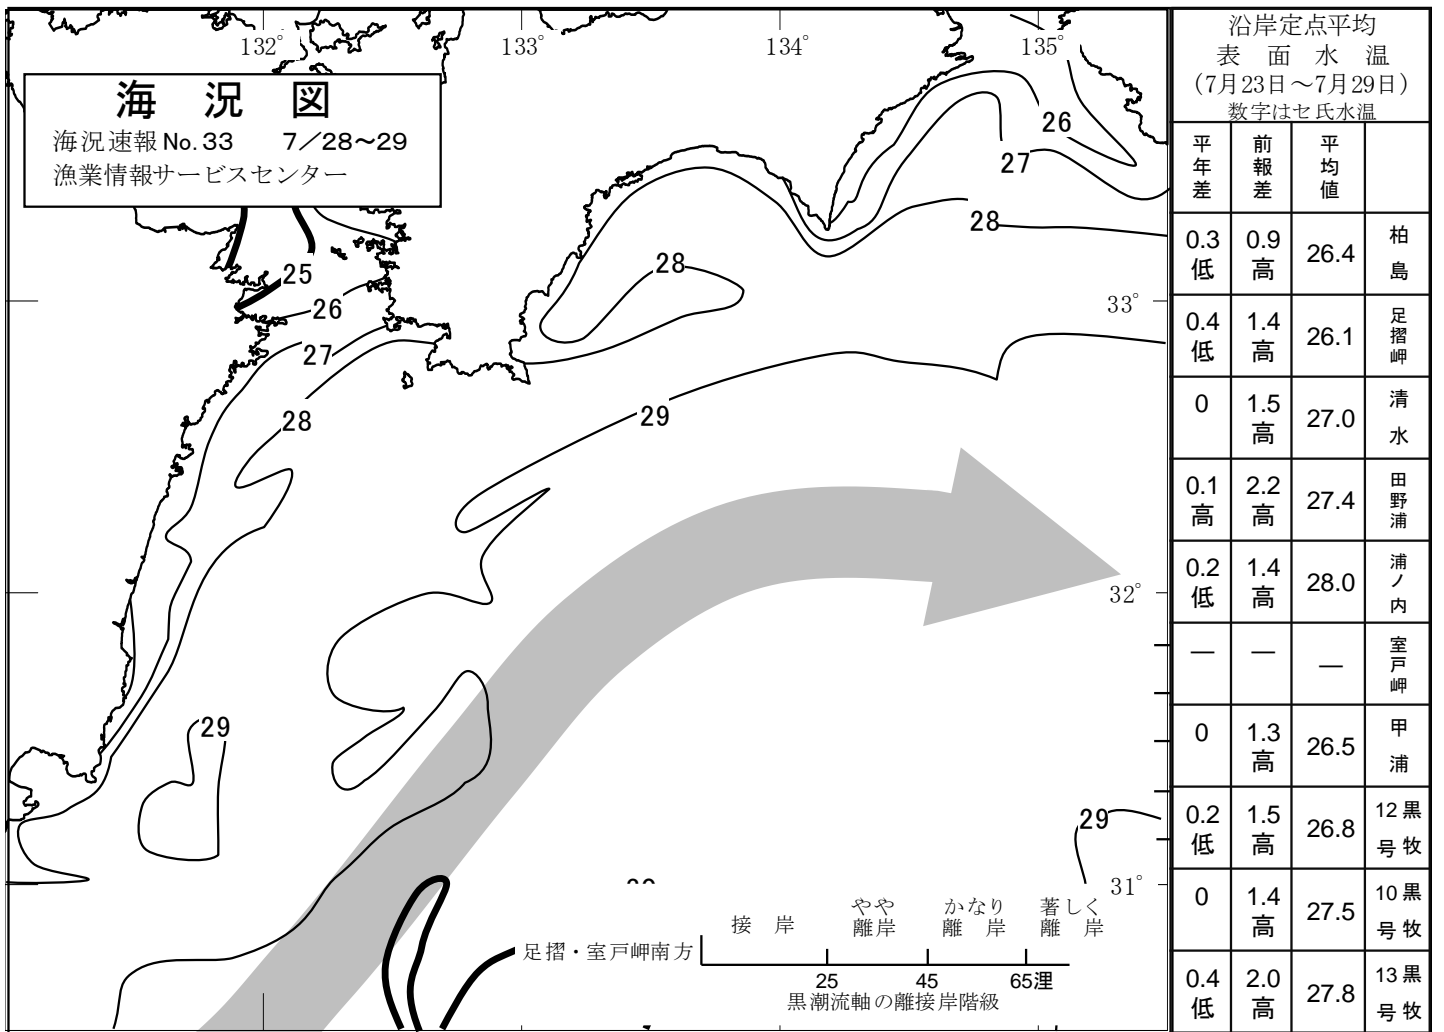 132°
133°
134°
135°
海 況 図
海況速報 No.33 7/28～29
漁業情報サービスセンター
26
27
28
28
25
26
27
28
29
33°
32°
29
29
31°
足摺・室戸岬南方
接 岸
やや
離岸
かなり
離 岸
著しく
離 岸
25
45
65浬
黒潮流軸の離接岸階級
沿岸定点平均
表 面 水 温
(7月23日～7月29日)
数字はセ氏水温
平年差 前報差 平均値
0.3低 0.9高 26.4 柏島
0.4低 1.4高 26.1 足摺岬
0 1.5高 27.0 清水
0.1高 2.2高 27.4 田野浦
0.2低 1.4高 28.0 浦ノ内
— — — 室戸岬
0 1.3高 26.5 甲浦
0.2低 1.5高 26.8 黒牧12号
0 1.4高 27.5 黒牧10号
0.4低 2.0高 27.8 黒牧13号